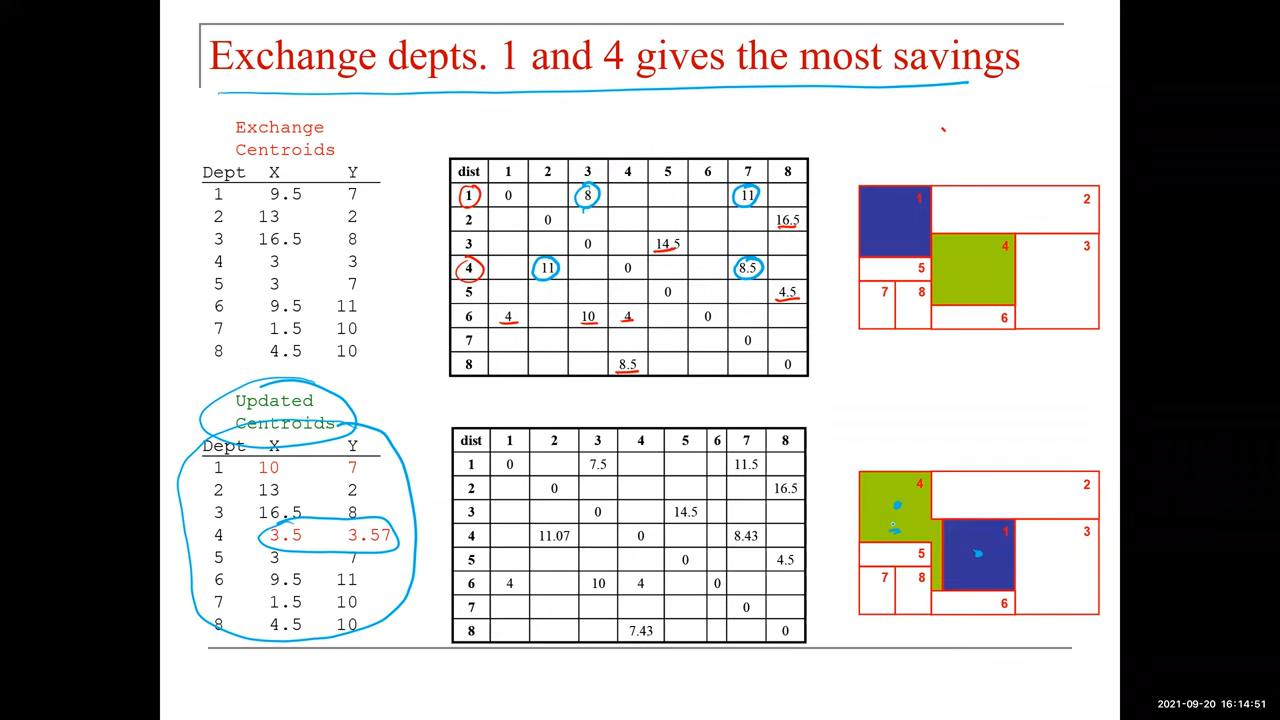 Exchange depts. 1 and 4 gives the most savings
Exchange
Centroids
Dept X Y
1 9.5 7
2 13 2
3 16.5 8
4 3 3
5 3 7
6 9.5 11
7 1.5 10
8 4.5 10
dist 1 2 3 4 5 6 7 8
1 0 8 11
2 0 16.5
3 0 14.5
4 11 0 8.5
5 0 4.5
6 4 10 4 0
7 0
8 8.5 0
1 2
4 3
5
7 8
6
Updated
Centroids
Dept X Y
1 10 7
2 13 2
3 16.5 8
4 3.5 3.57
5 3 7
6 9.5 11
7 1.5 10
8 4.5 10
dist 1 2 3 4 5 6 7 8
1 0 7.5 11.5
2 0 16.5
3 0 14.5
4 11.07 0 8.43
5 0 4.5
6 4 10 4 0
7 0
8 7.43 0
4 2
1 3
5
7 8
6
2021-09-20 16:14:51